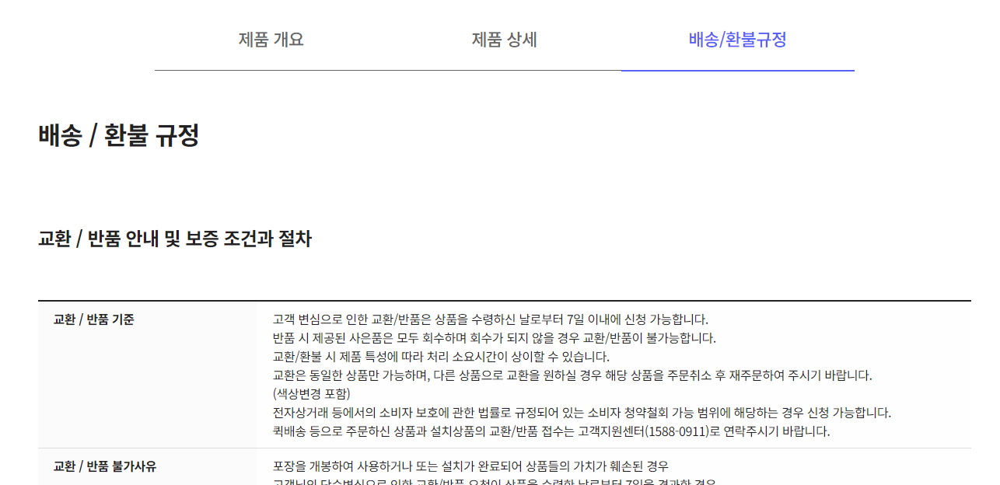 제품 개요
제품 상세
배송/환불규정
배송 / 환불 규정
교환 / 반품 안내 및 보증 조건과 절차
교환 / 반품 기준
고객 변심으로 인한 교환/반품은 상품을 수령하신 날로부터 7일 이내에 신청 가능합니다.
반품 시 제공된 사은품은 모두 회수하며 회수가 되지 않을 경우 교환/반품이 불가능합니다.
교환/환불 시 제품 특성에 따라 처리 소요시간이 상이할 수 있습니다.
교환은 동일한 상품만 가능하며, 다른 상품으로 교환을 원하실 경우 해당 상품을 주문취소 후 재주문하여 주시기 바랍니다.
(색상변경 포함)
전자상거래 등에서의 소비자 보호에 관한 법률로 규정되어 있는 소비자 청약철회 가능 범위에 해당하는 경우 신청 가능합니다.
퀵배송 등으로 주문하신 상품과 설치상품의 교환/반품 접수는 고객지원센터(1588-0911)로 연락주시기 바랍니다.
교환 / 반품 불가사유
포장을 개봉하여 사용하거나 또는 설치가 완료되어 상품들의 가치가 훼손된 경우
고객님의 단순변심으로 인한 교환/반품 요청이 상품을 수령한 날로부터 7일을 경과한 경우